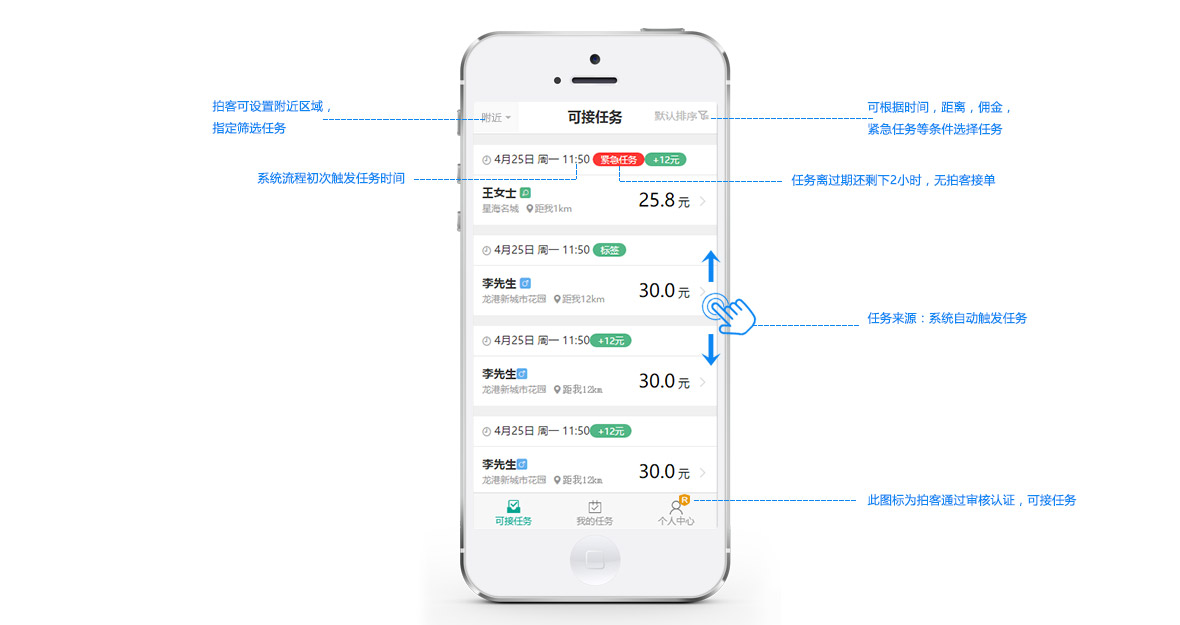 拍客可设置附近区域，
指定筛选任务
系统流程初次触发任务时间
附近
可接任务
默认排序
4月25日 周一 11:50 紧急任务 +12元
王女士
星海名城 距我1km
25.8 元
4月25日 周一 11:50 标签
李先生
龙港新城市花园 距我12km
30.0 元
4月25日 周一 11:50 +12元
李先生
龙港新城市花园 距我12km
30.0 元
4月25日 周一 11:50 +12元
李先生
龙港新城市花园 距我12km
30.0 元
可接任务
我的任务
R
个人中心
可根据时间，距离，佣金，
紧急任务等条件选择任务
任务离过期还剩下2小时，无拍客接单
任务来源：系统自动触发任务
此图标为拍客通过审核认证，可接任务